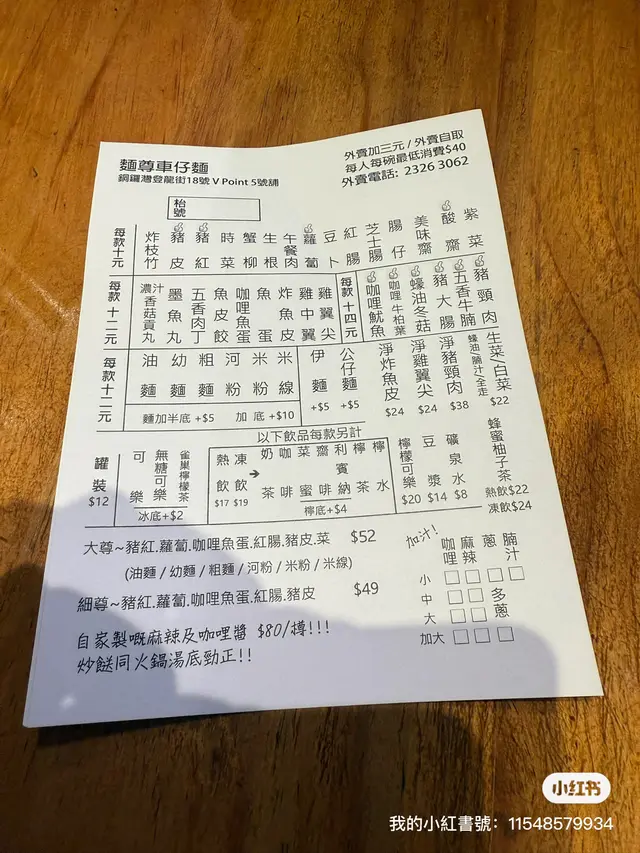 麵尊車仔麵
銅鑼灣登龍街18號 V Point 5號舖
外賣加三元 / 外賣自取
每人每碗最低消費$40
外賣電話: 2326 3062
枱號
每款十元
炸枝竹 豬皮 豬紅 時菜 蟹柳 生根 午餐肉 蘿蔔 豆卜 紅腸 芝士腸 腸仔 美味齋 酸齋 紫菜
每款十二元
濃汁香菇貢丸 墨魚丸 五香肉丁 魚皮餃 咖喱魚蛋 魚蛋 炸魚皮 雞中翼 雞翼尖
每款十四元
咖喱魷魚 咖喱牛柏葉 蠔油冬菇 豬大腸 五香牛腩 豬頸肉
每款十二元
油麵 幼麵 粗麵 河粉 米粉 米線
麵加半底 +$5 加底 +$10
伊麵 +$5
公仔麵 +$5
淨炸魚皮 $24
淨雞翼尖 $24
淨豬頸肉 $38
生菜/白菜 $22
蠔油/腩汁/全走
以下飲品每款另計
罐裝 $12
可樂 無糖可樂 雀巢檸檬茶
冰底+$2
熱飲 $17
凍飲 $19
奶茶 咖啡 菜蜜 齋啡 利賓納 檸茶 檸水
檸底+$4
檸檬可樂 $20
豆漿 $14
礦泉水 $8
蜂蜜柚子茶
熱飲$22
凍飲$24
大尊~豬紅.蘿蔔.咖喱魚蛋.紅腸.豬皮.菜 $52
(油麵 / 幼麵 / 粗麵 / 河粉 / 米粉 / 米線)
細尊~豬紅.蘿蔔.咖喱魚蛋.紅腸.豬皮 $49
自家製嘅麻辣及咖喱醬 $80/樽!!!
炒餸同火鍋湯底勁正!!
加汁!
咖喱 麻辣 蔥 腩汁
小
中 多蔥
大
加大
小红书
我的小紅書號：11548579934